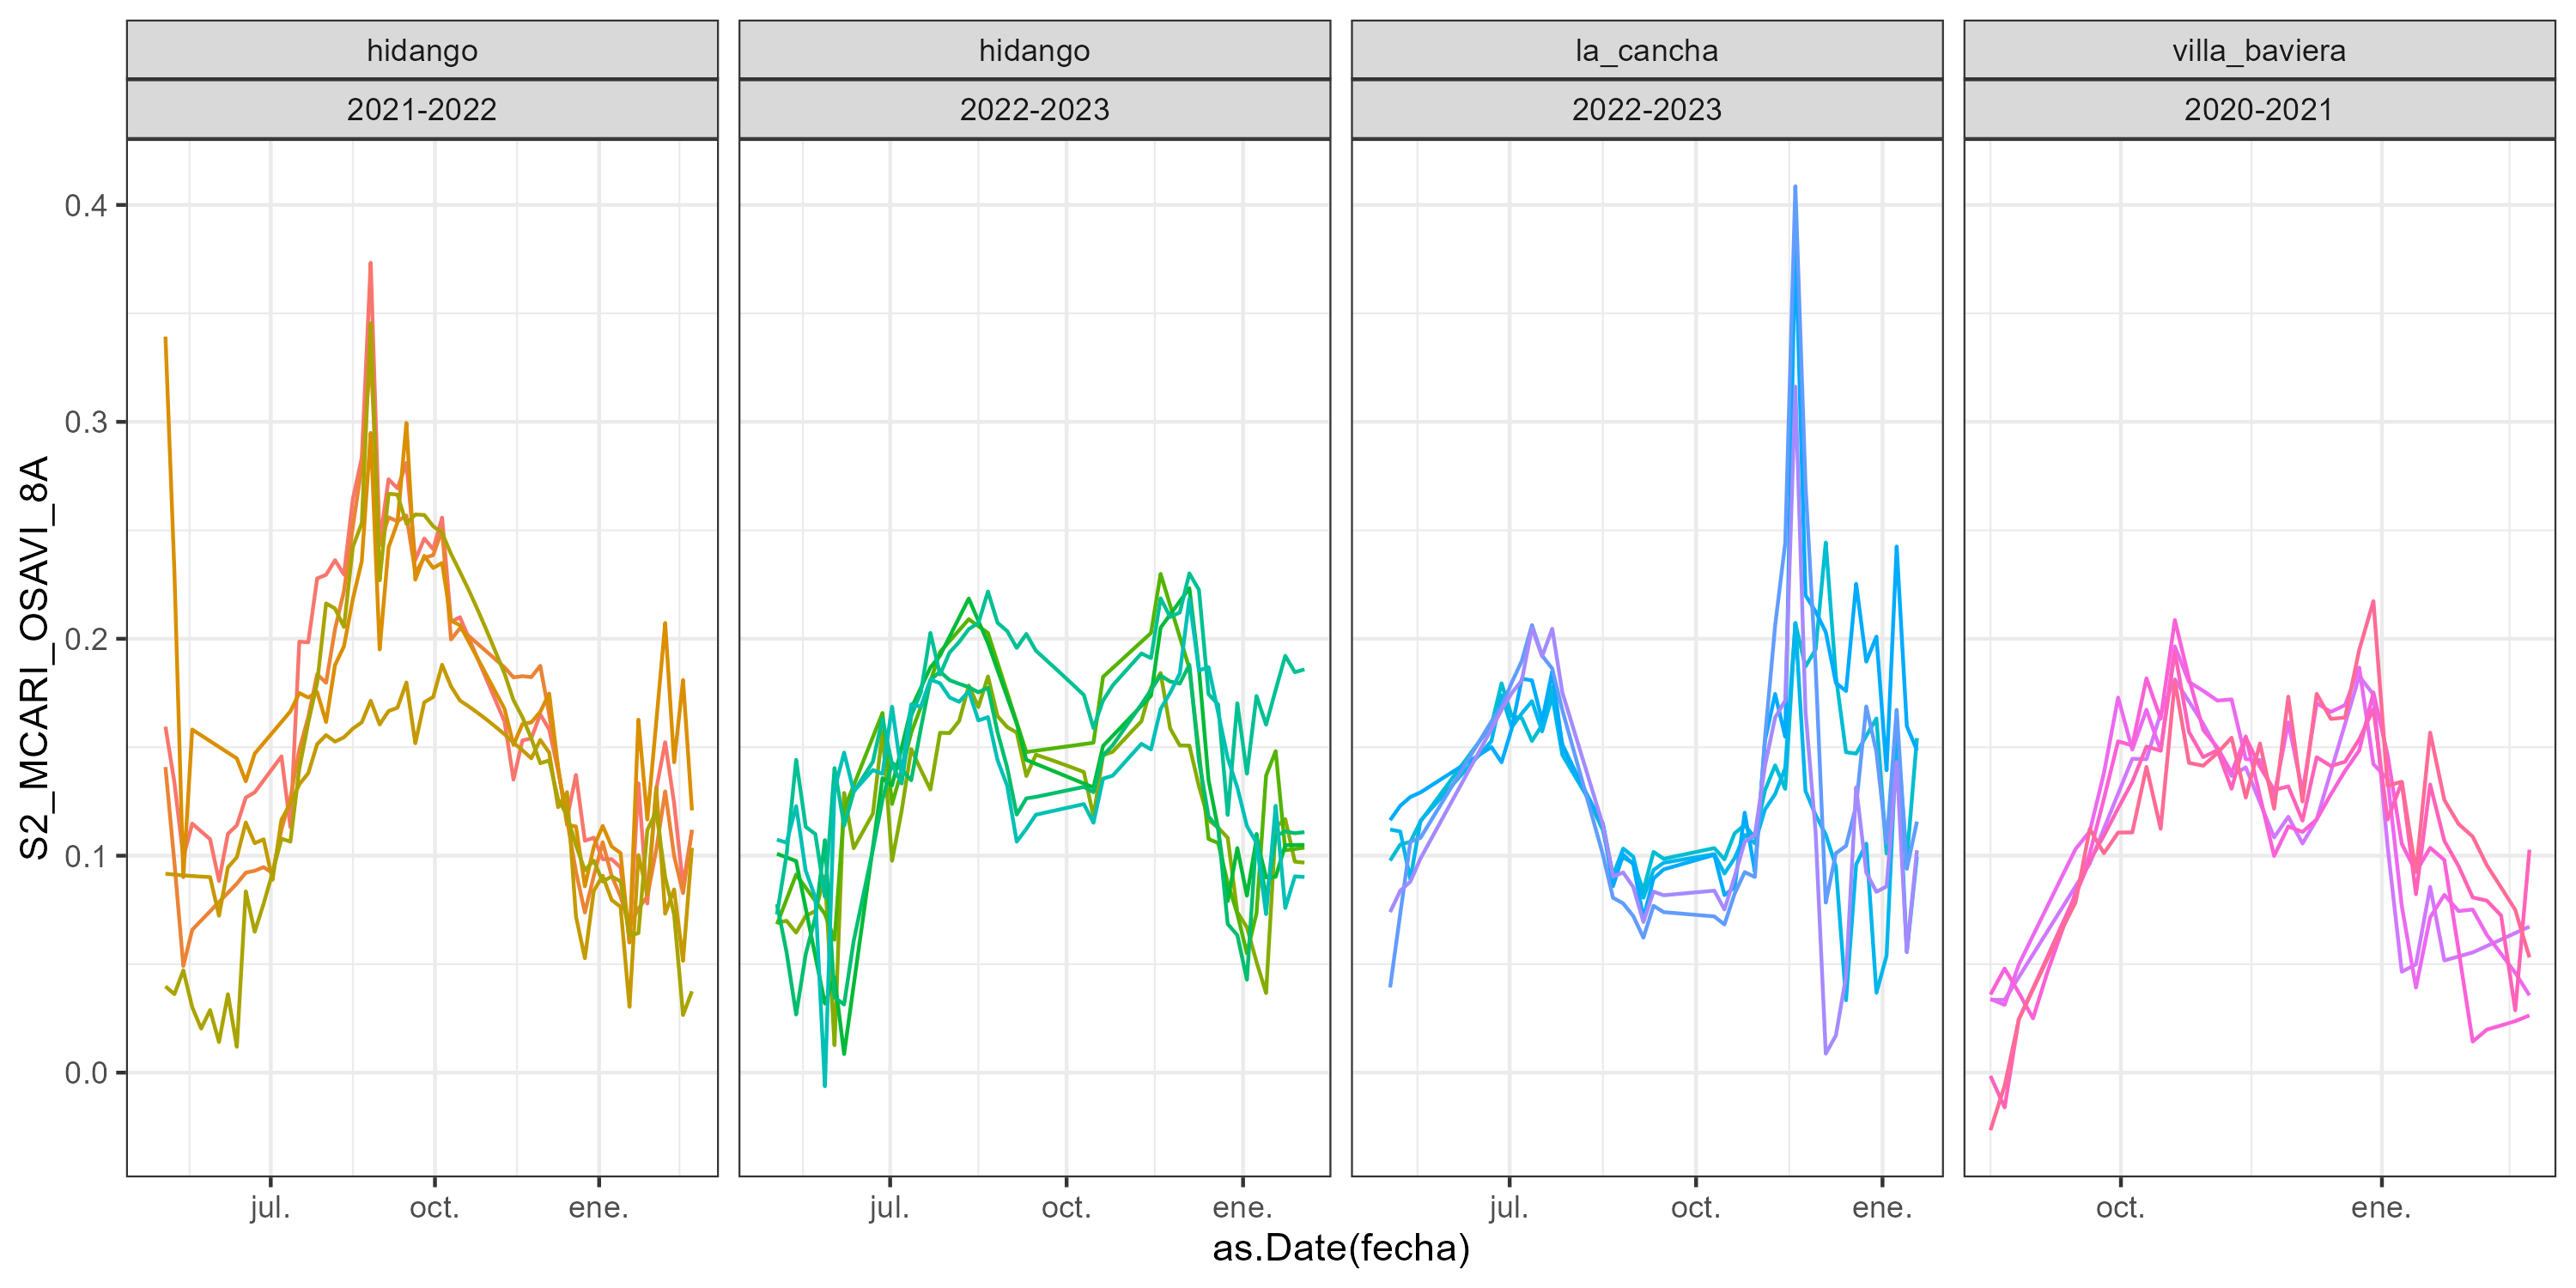 hidango
hidango
la_cancha
villa_baviera
2021-2022
2022-2023
2022-2023
2020-2021
S2_MCARI_OSAVI_8A
0.4
0.3
0.2
0.1
0.0
jul.
oct.
ene.
jul.
oct.
ene.
jul.
oct.
ene.
oct.
ene.
as.Date(fecha)